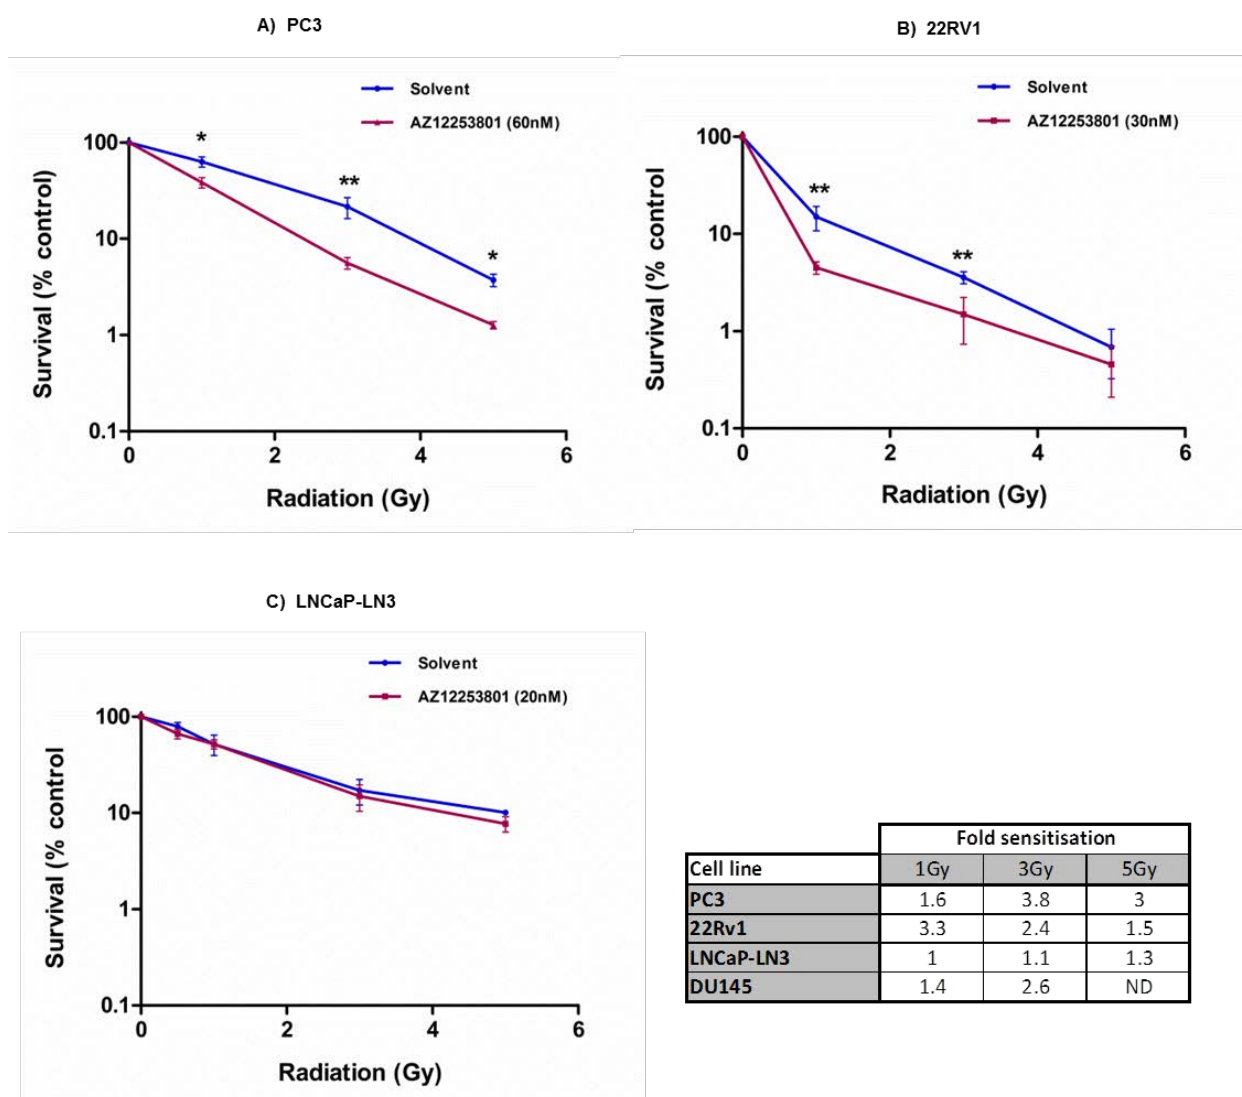 A) PC3
Solvent
AZ12253801 (60nM)
Survival (% control)
100
10
1
0.1
*
**
*
0 2 4 6
Radiation (Gy)
B) 22RV1
Solvent
AZ12253801 (30nM)
Survival (% control
100
10
1
0.1
**
**
0 2 4 6
Radiation (Gy)
C) LNCaP-LN3
Solvent
AZ12253801 (20nM)
Survival (% control
100
10
1
0.1
0 2 4 6
Radiation (Gy)
Fold sensitisation
Cell line 1Gy 3Gy 5Gy
PC3 1.6 3.8 3
22Rv1 3.3 2.4 1.5
LNCaP-LN3 1 1.1 1.3
DU145 1.4 2.6 ND